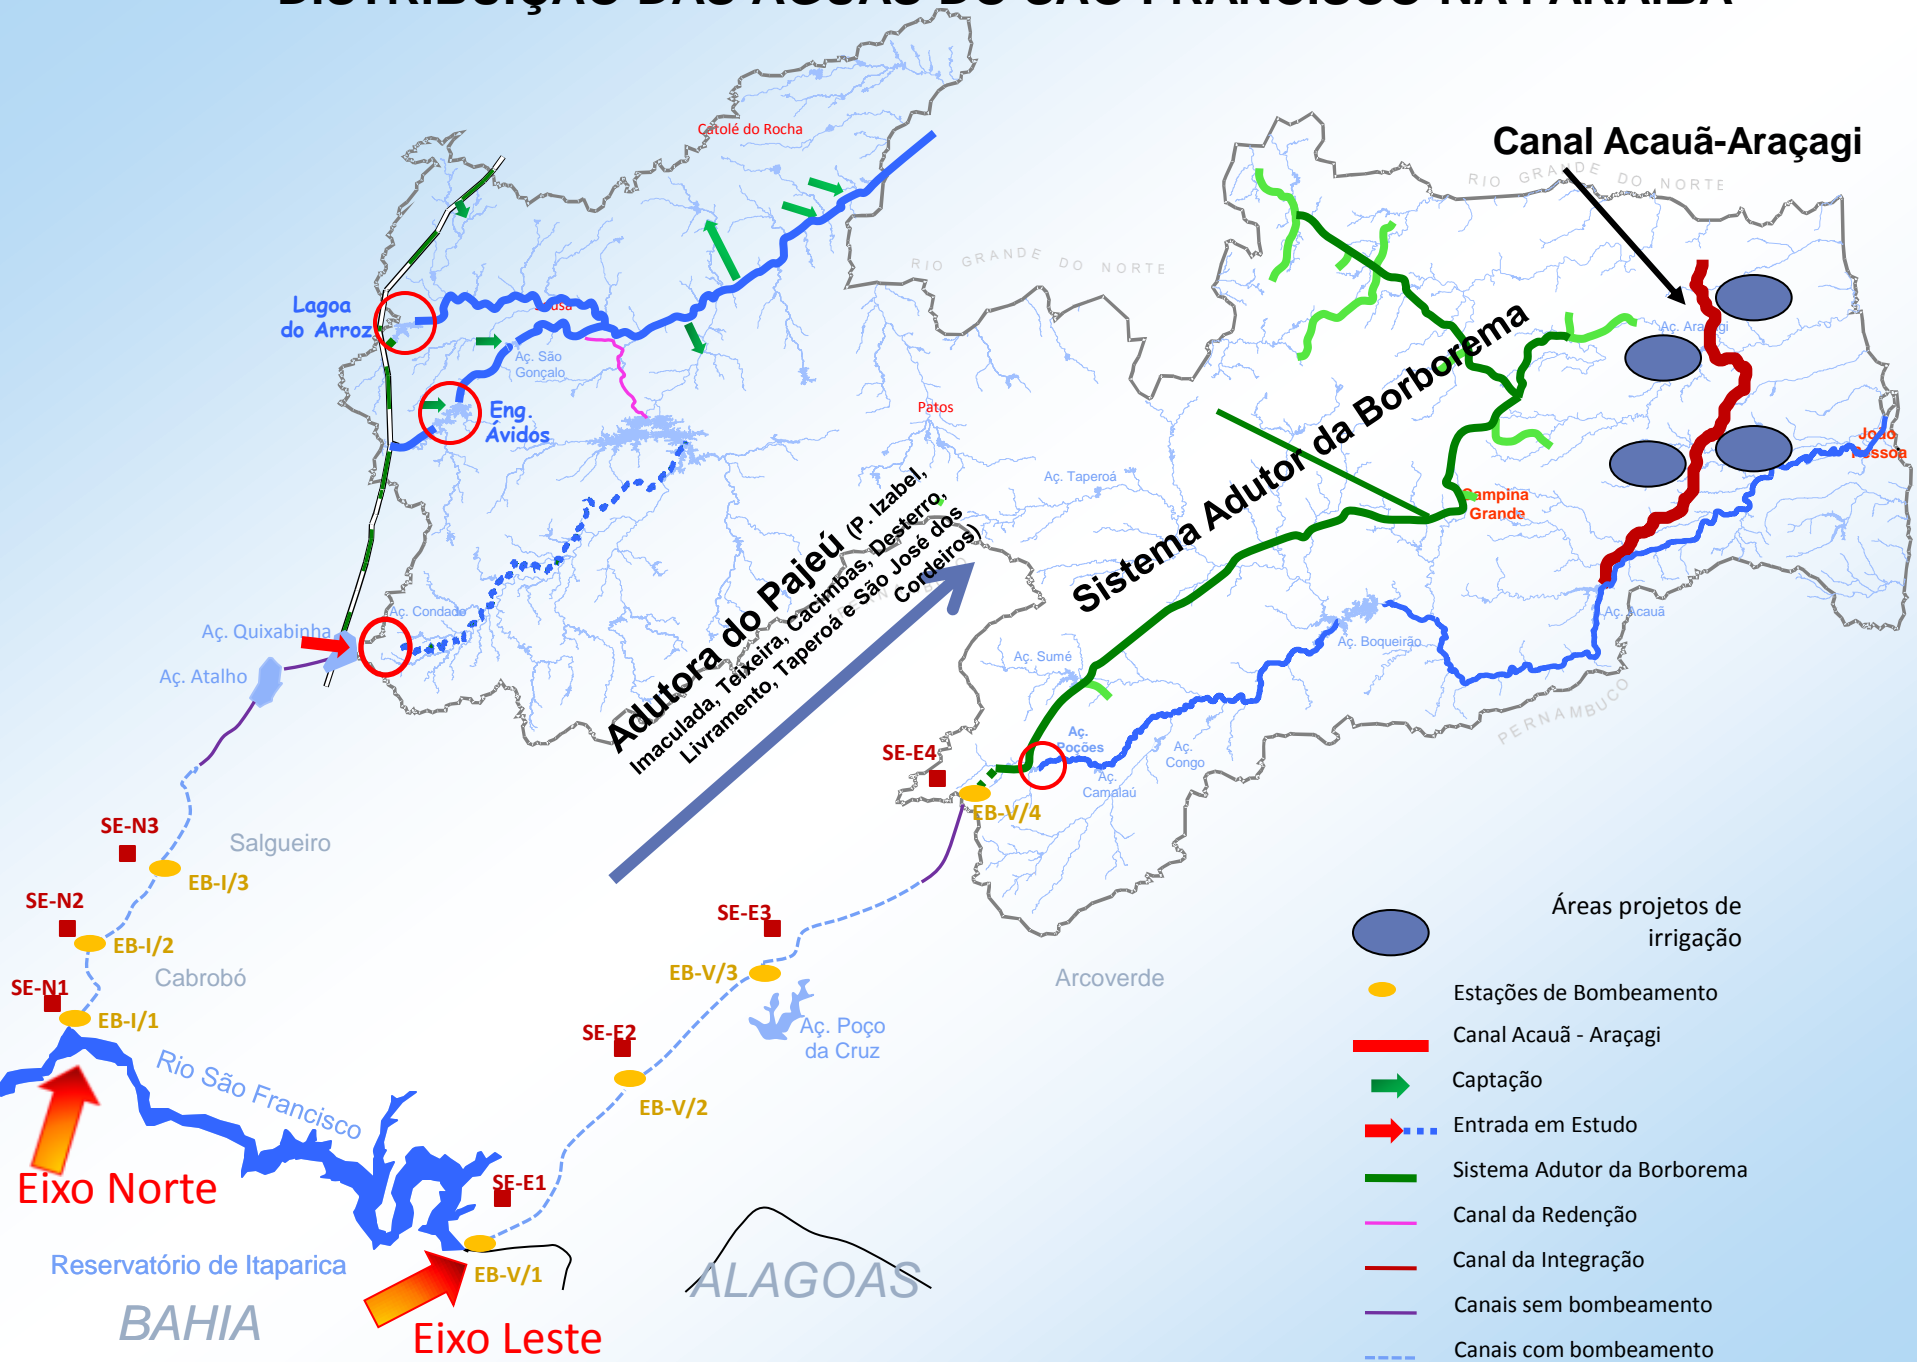 DISTRIBUIÇÃO DAS ÁGUAS DO SÃO FRANCISCO NA PARAÍBA
Catolé do Rocha
Canal Acauã-Araçagi
RIO GRANDE DO NORTE
RIO GRANDE DO NORTE
Lagoa
do Arroz
Aç. São
Gonçalo
Eng.
Ávidos
Patos
Aç. Araçagi
João
Pessoa
Aç. Taperoá
Campina
Grande
Sistema Adutor da Borborema
Adutora do Pajeú (P. Izabel,
Imaculada, Teixeira, Cacimbas, Desterro,
Livramento, Taperoá e São José dos
Cordeiros)
Aç. Condado
Aç. Quixabinha
Aç. Atalho
Aç. Acauã
Aç. Boqueirão
Aç. Sumé
PERNAMBUCO
Aç.
Poções
Aç.
Congo
Aç.
Camalaú
SE-E4
EB-V/4
SE-N3
Salgueiro
EB-I/3
SE-N2
EB-I/2
Cabrobó
SE-N1
EB-I/1
SE-E3
EB-V/3
Arcoverde
Aç. Poço
da Cruz
SE-E2
EB-V/2
Rio São Francisco
Eixo Norte
SE-E1
EB-V/1
Reservatório de Itaparica
BAHIA
Eixo Leste
ALAGOAS
Áreas projetos de
irrigação
Estações de Bombeamento
Canal Acauã - Araçagi
Captação
Entrada em Estudo
Sistema Adutor da Borborema
Canal da Redenção
Canal da Integração
Canais sem bombeamento
Canais com bombeamento